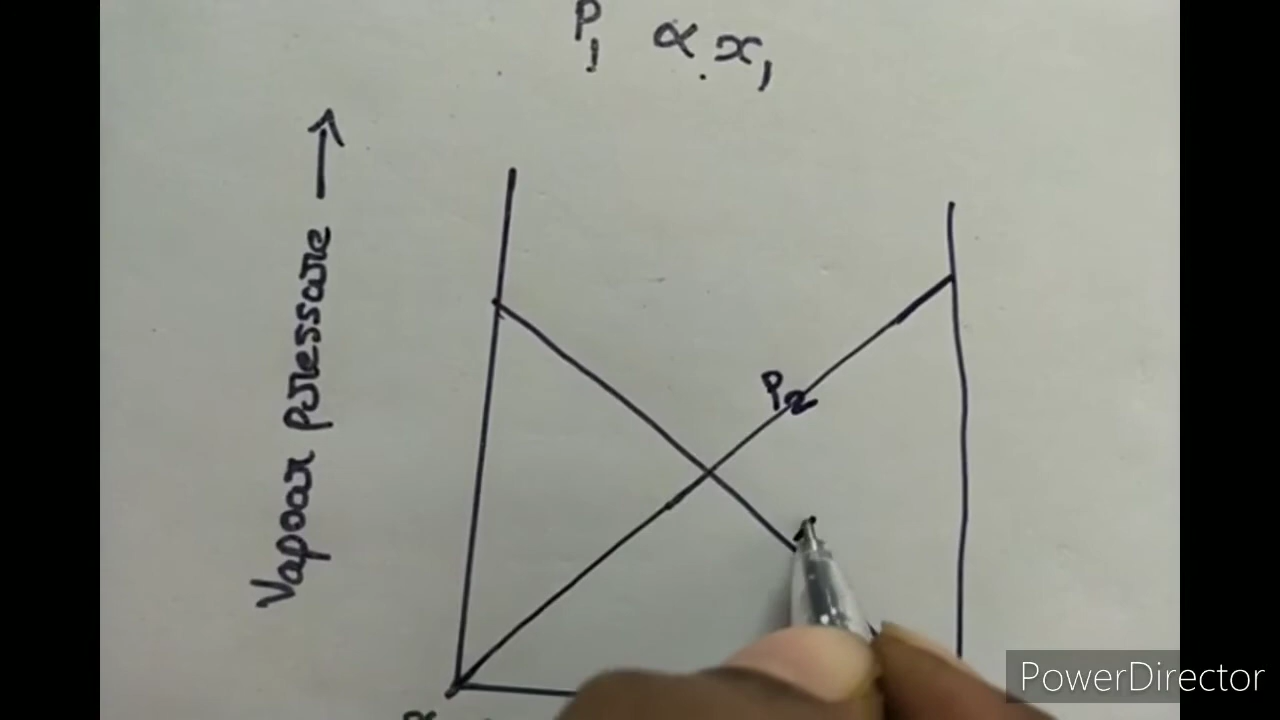 P₁ ∝ x₁
Vapour pressure →
P₂
PowerDirector